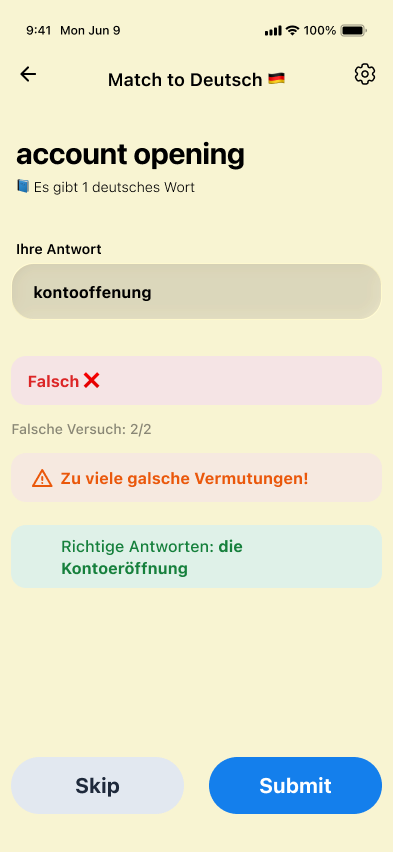 9:41 Mon Jun 9 100%
Match to Deutsch 🇩🇪
account opening
📘 Es gibt 1 deutsches Wort
Ihre Antwort
kontooffenung
Falsch ❌
Falsche Versuch: 2/2
Zu viele galsche Vermutungen!
Richtige Antworten: die
Kontoeröffnung
Skip Submit